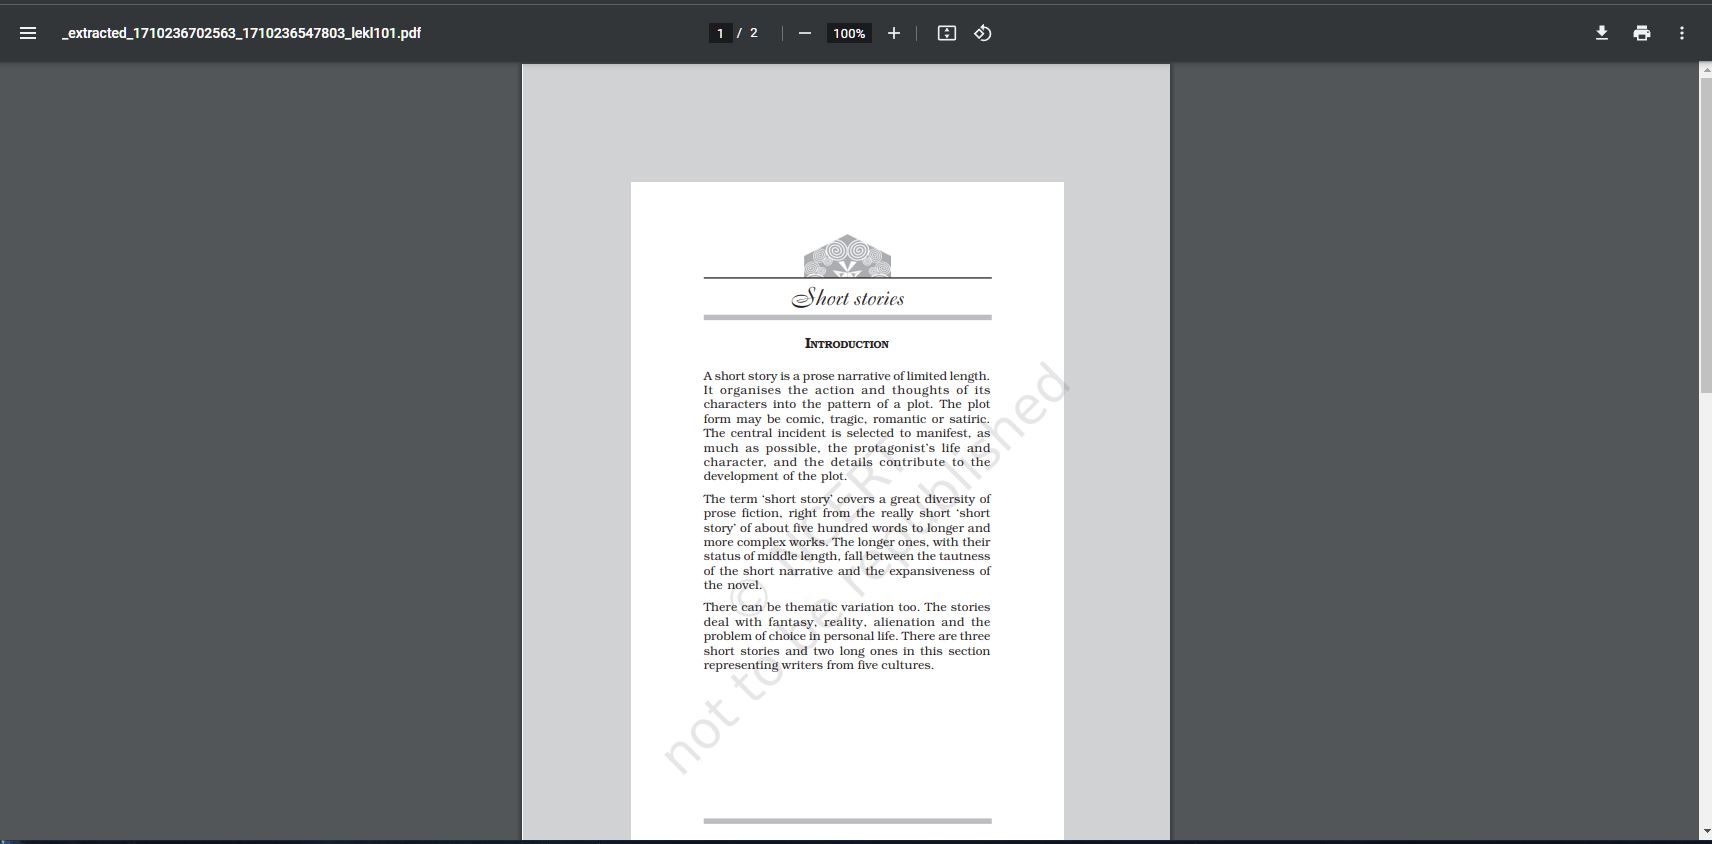 _extracted_1710236702563_1710236547803_lekl101.pdf
1 / 2
100%
Short stories
INTRODUCTION
A short story is a prose narrative of limited length.
It organises the action and thoughts of its
characters into the pattern of a plot. The plot
form may be comic, tragic, romantic or satiric.
The central incident is selected to manifest, as
much as possible, the protagonist's life and
character, and the details contribute to the
development of the plot.
The term ‘short story’ covers a great diversity of
prose fiction, right from the really short ‘short
story’ of about five hundred words to longer and
more complex works. The longer ones, with their
status of middle length, fall between the tautness
of the short narrative and the expansiveness of
the novel.
There can be thematic variation too. The stories
deal with fantasy, reality, alienation and the
problem of choice in personal life. There are three
short stories and two long ones in this section
representing writers from five cultures.
© NCERT
not to be republished